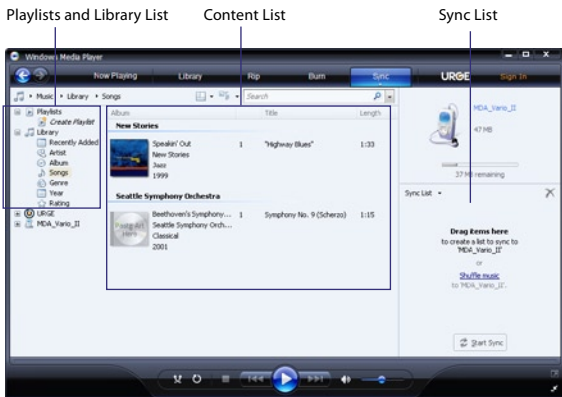 Playlists and Library List Content List Sync List
Windows Media Player
Now Playing Library Rip Burn Sync URGE Sign In
Music Library Songs Search
Playlists
Create Playlist
Library
Recently Added
Artist
Album
Songs
Genre
Year
Rating
URGE
MDA_Vario_II
Album Title Length
New Stories
Speakin' Out 1 "Highway Blues" 1:33
New Stories
Jazz
1999
Seattle Symphony Orchestra
Paste Art Here
Beethoven's Symphony... 1 Symphony No. 9 (Scherzo) 1:15
Seattle Symphony Orch...
Classical
2001
MDA_Vario_II
47 MB
37 MB remaining
Sync List
Drag items here
to create a list to sync to
'MDA_Vario_II'
or
Shuffle music
to 'MDA_Vario_II'.
Start Sync